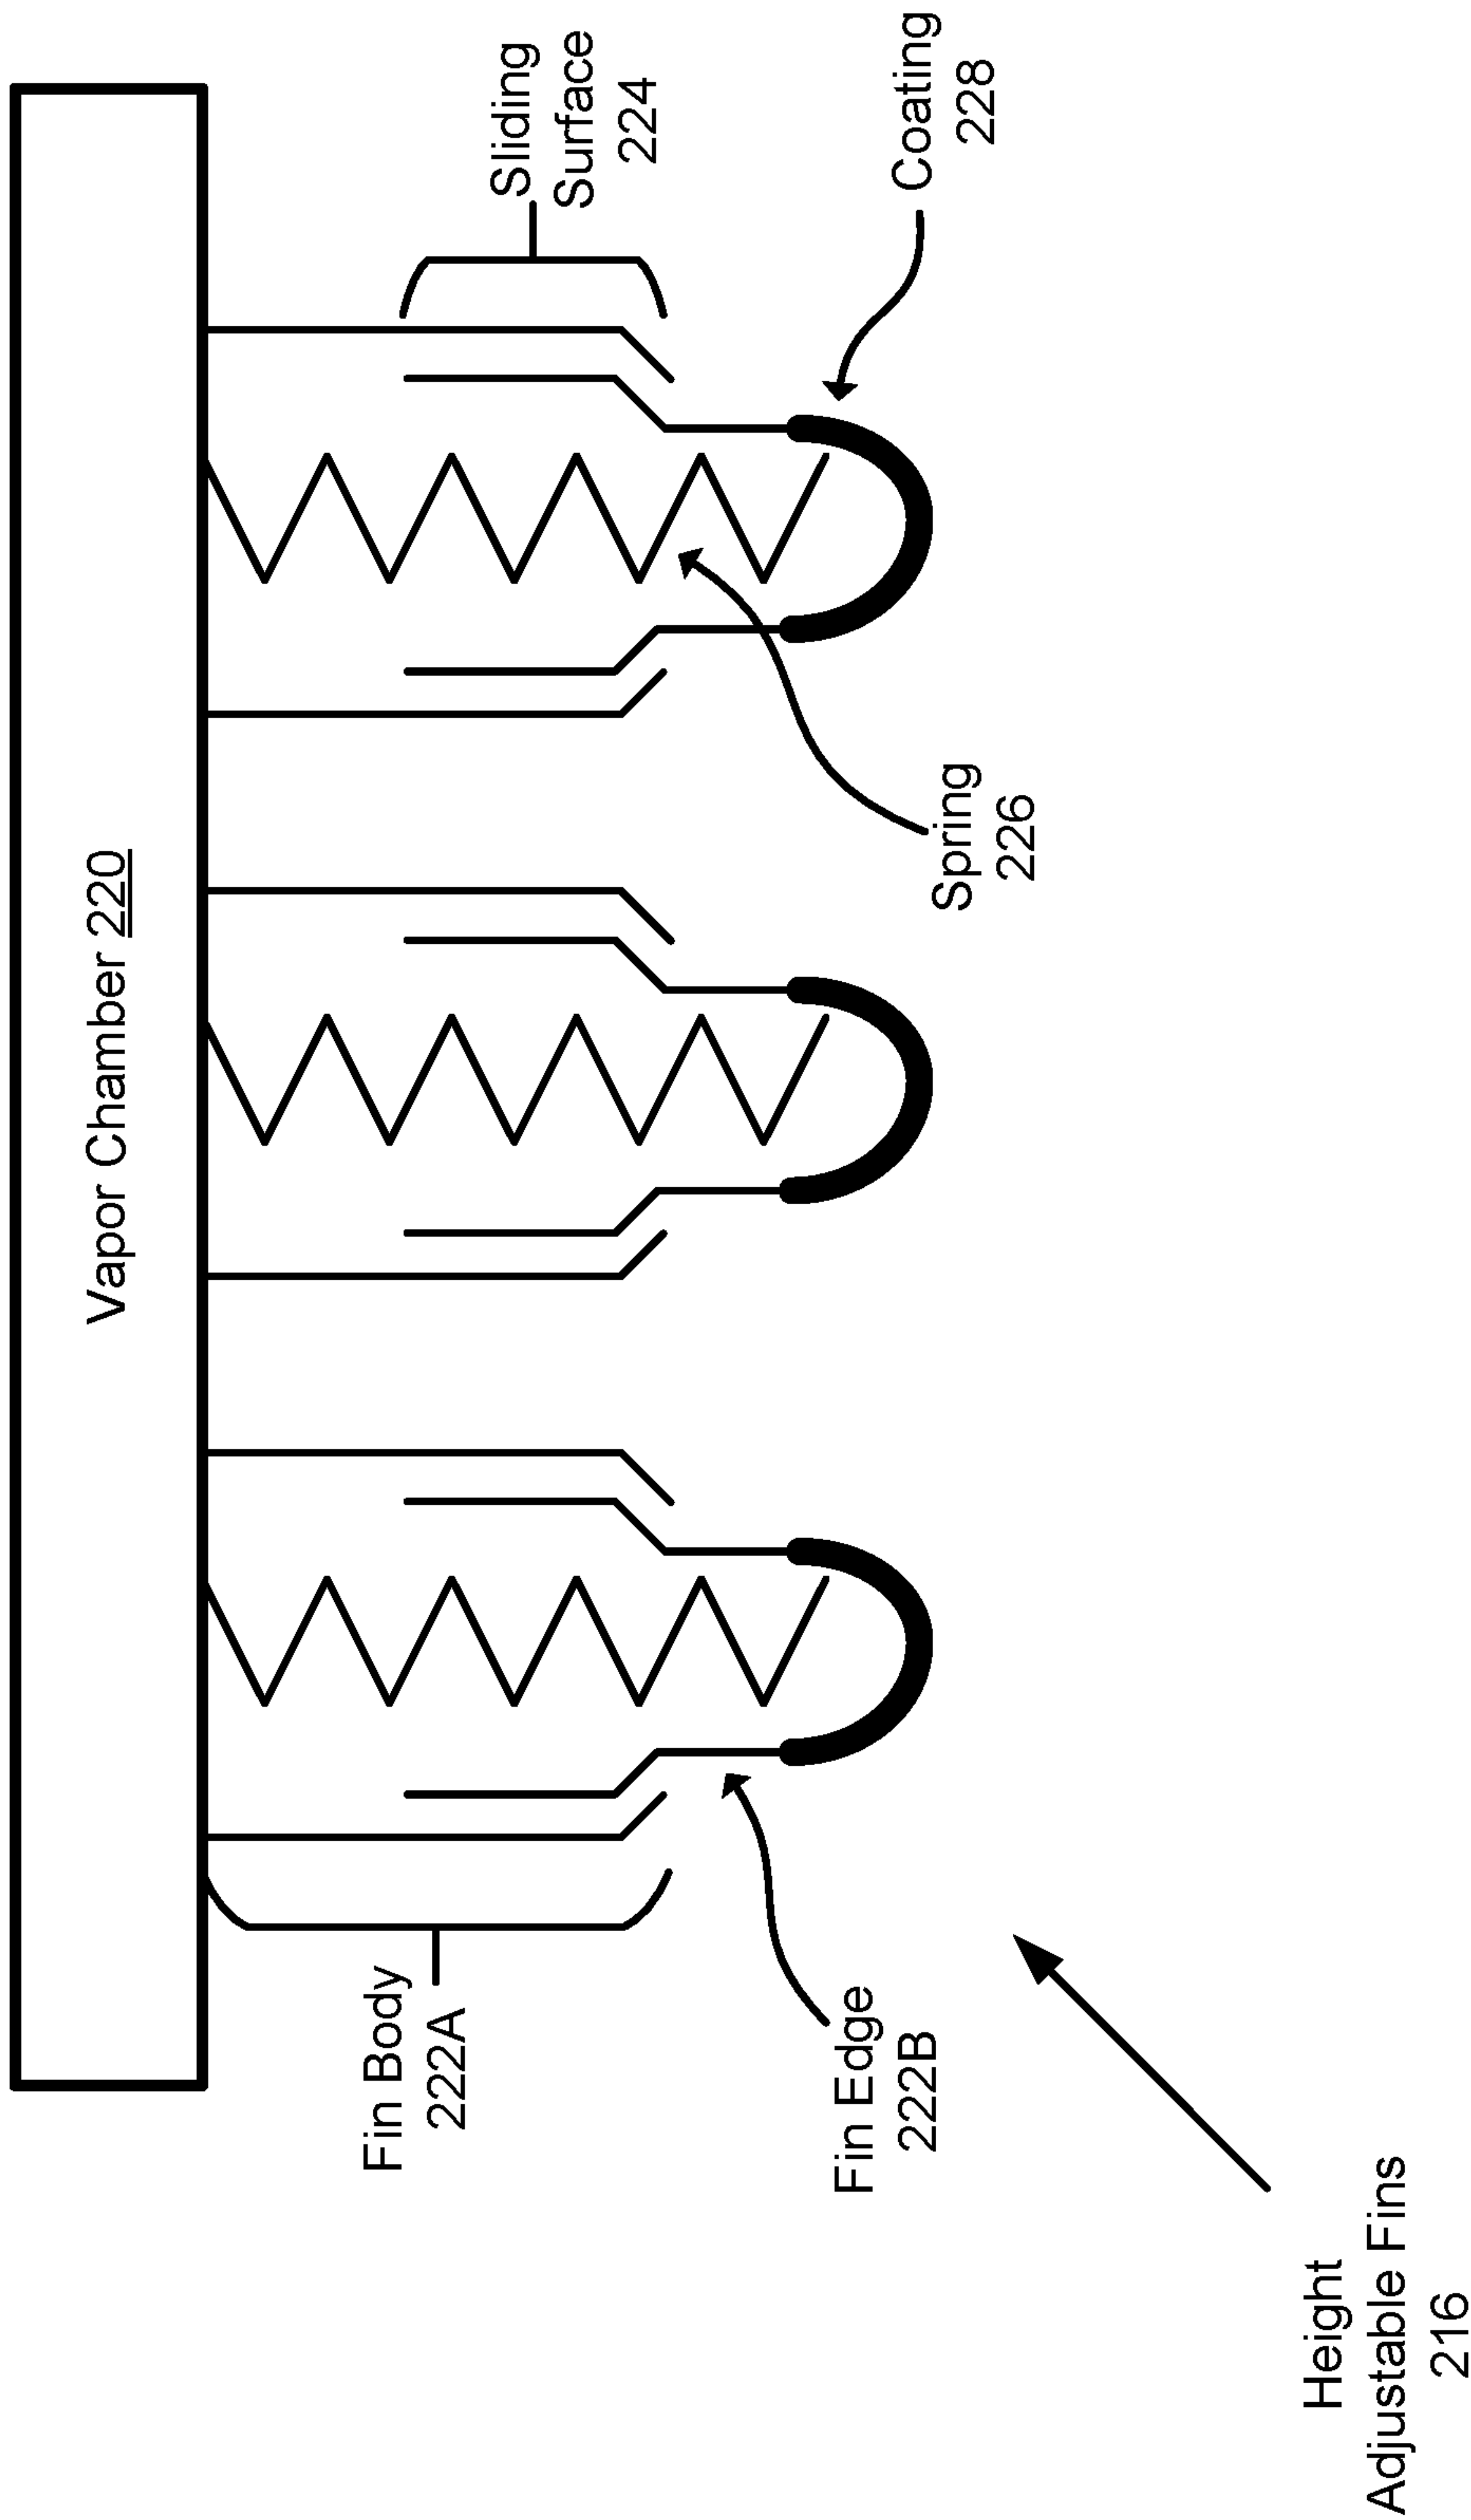 Vapor Chamber 220
Fin Body
222A
Sliding
Surface
224
Fin Edge
222B
Spring
226
Coating
228
Height
Adjustable Fins
216